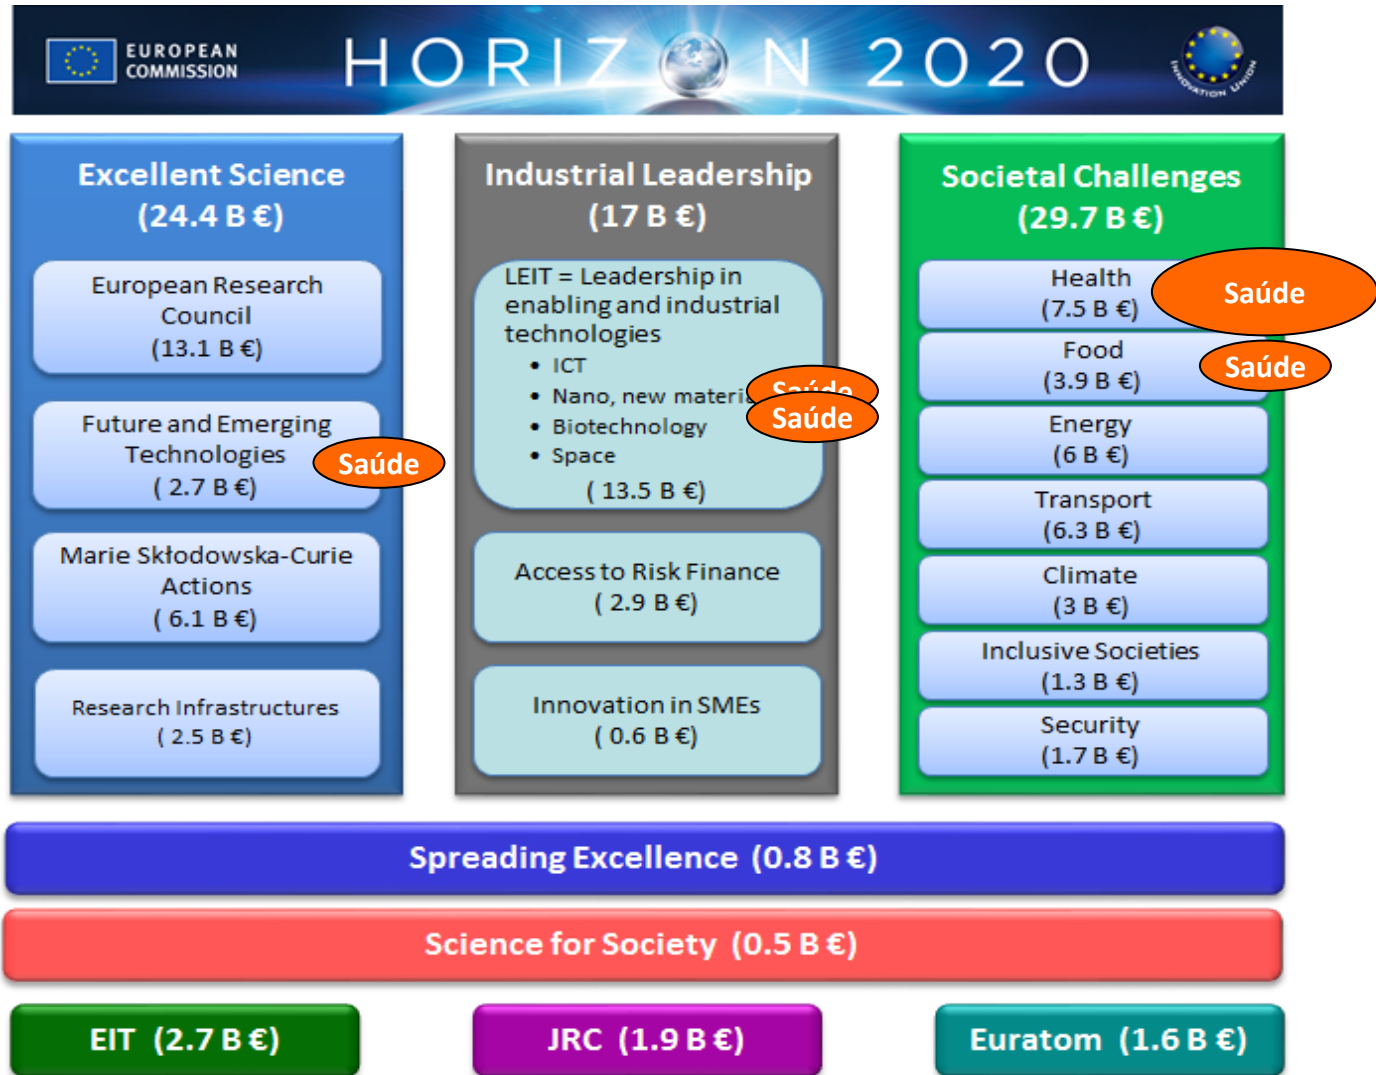 EUROPEAN
COMMISSION
HORIZON 2020
INNOVATION UNION
Excellent Science
(24.4 B €)
European Research
Council
(13.1 B €)
Future and Emerging
Technologies
( 2.7 B €)
Saúde
Marie Skłodowska-Curie
Actions
( 6.1 B €)
Research Infrastructures
( 2.5 B €)
Industrial Leadership
(17 B €)
LEIT = Leadership in
enabling and industrial
technologies
• ICT
• Nano, new
Saúde
• Biotechnology
Saúde
• Space
( 13.5 B €)
Access to Risk Finance
( 2.9 B €)
Innovation in SMEs
( 0.6 B €)
Societal Challenges
(29.7 B €)
Health
(7.5 B €)
Saúde
Food
(3.9 B €)
Saúde
Energy
(6 B €)
Transport
(6.3 B €)
Climate
(3 B €)
Inclusive Societies
(1.3 B €)
Security
(1.7 B €)
Spreading Excellence (0.8 B €)
Science for Society (0.5 B €)
EIT (2.7 B €)
JRC (1.9 B €)
Euratom (1.6 B €)